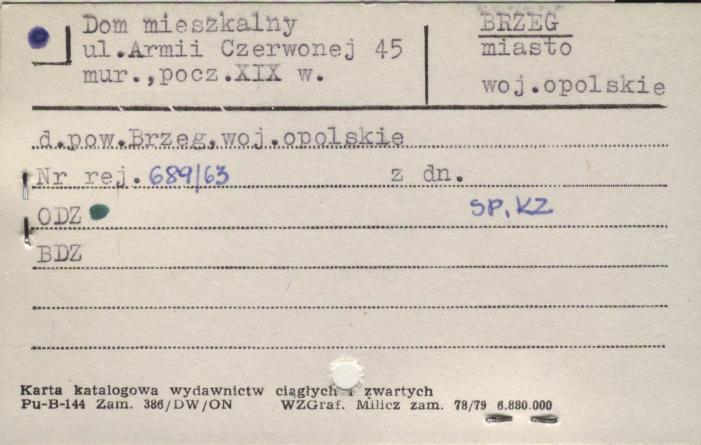 Dom mieszkalny
ul.Armii Czerwonej 45
mur.,pocz.XIX w.
BRZEG
miasto
woj.opolskie
d.pow.Brzeg,woj.opolskie
Nr rej. 689/63 z dn.
ODZ SP, KZ
BDZ
Karta katalogowa wydawnictw ciągłych i zwartych
Pu-B-144 Zam. 386/DW/ON WZGraf. Milicz zam. 78/79 6.880.000